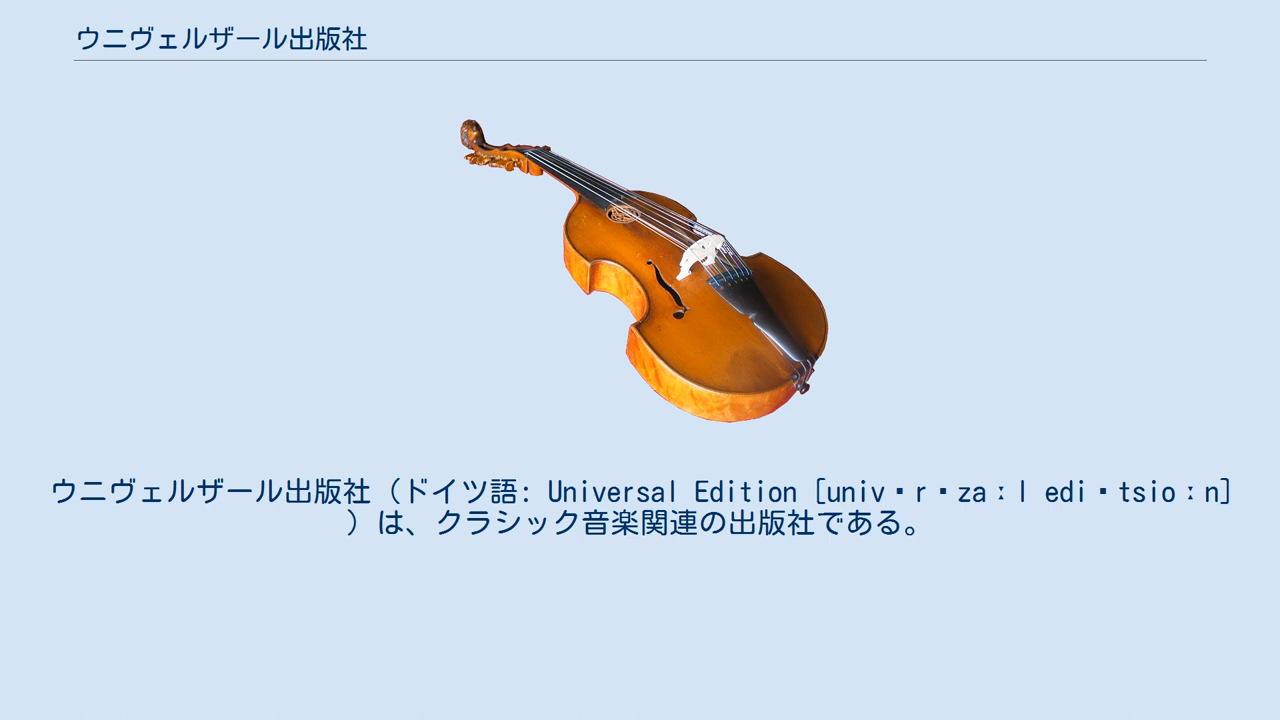 ウニヴェルザール出版社
ウニヴェルザール出版社（ドイツ語: Universal Edition [univ▪r▪zaːl edi▪tsioːn]
）は、クラシック音楽関連の出版社である。